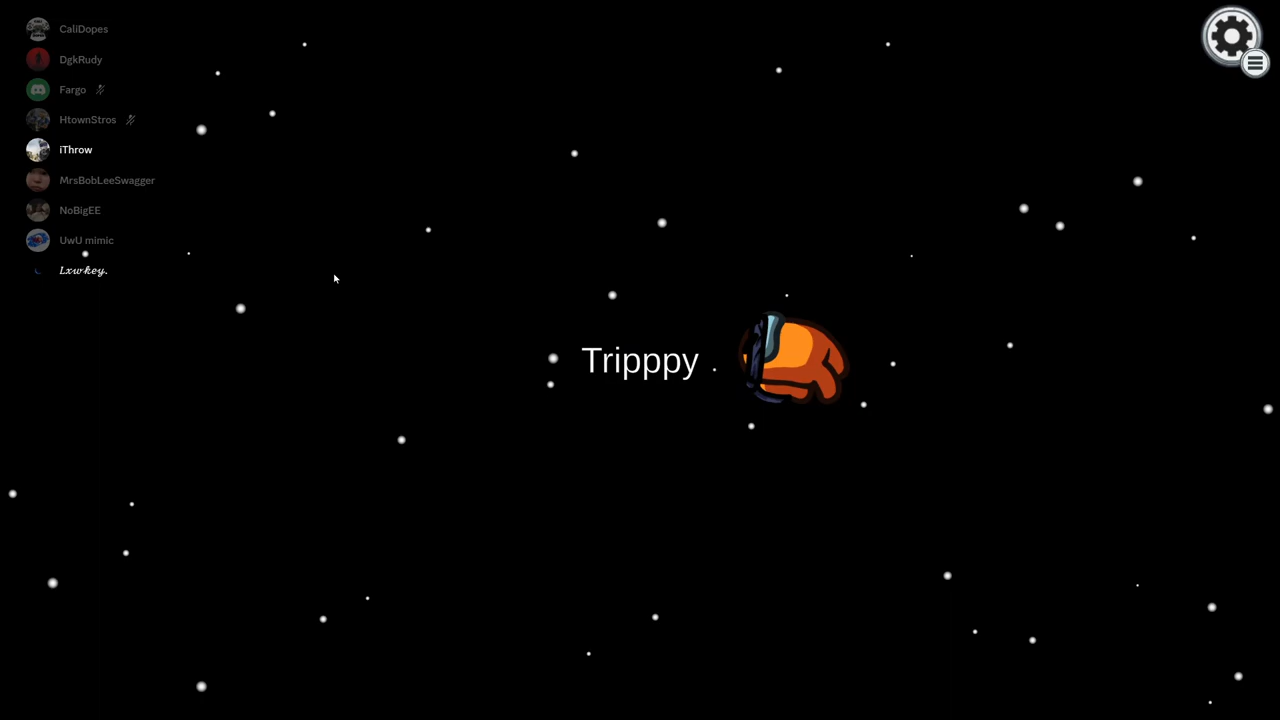 CaliDopes
DgkRudy
Fargo
HtownStros
iThrow
MrsBobLeeSwagger
NoBigEE
UwU mimic
Lxwkey.
Tripppy